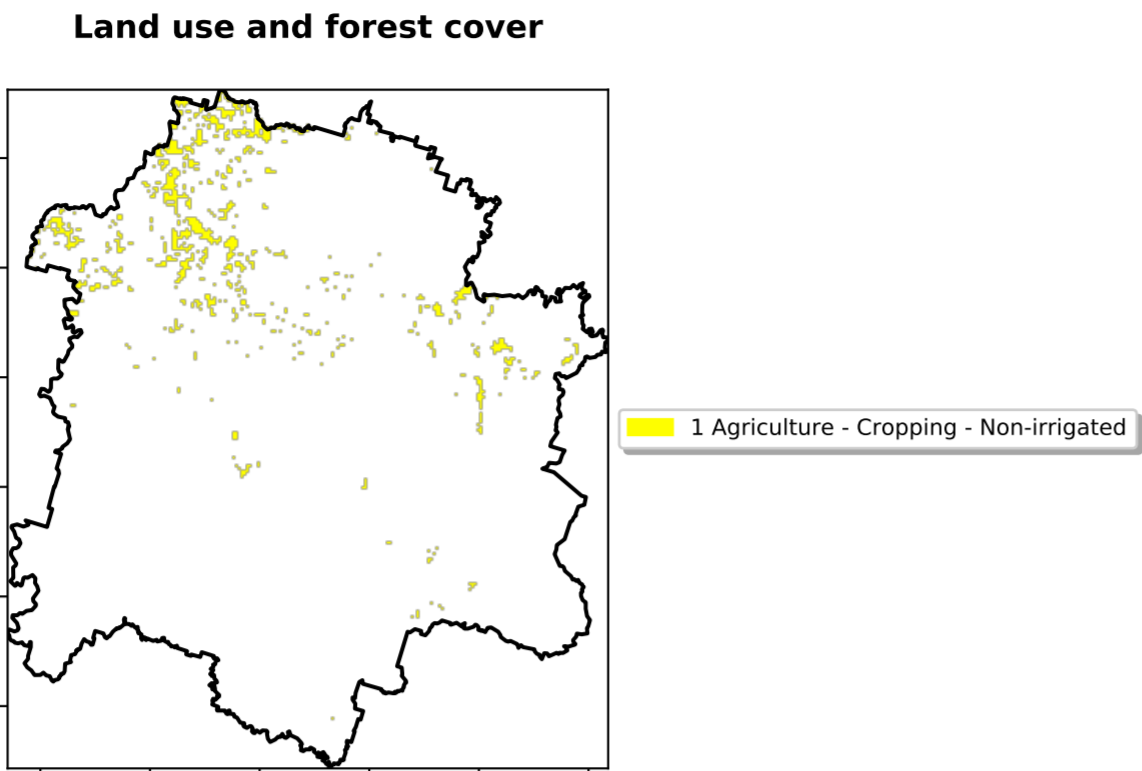 Land use and forest cover
1 Agriculture - Cropping - Non-irrigated